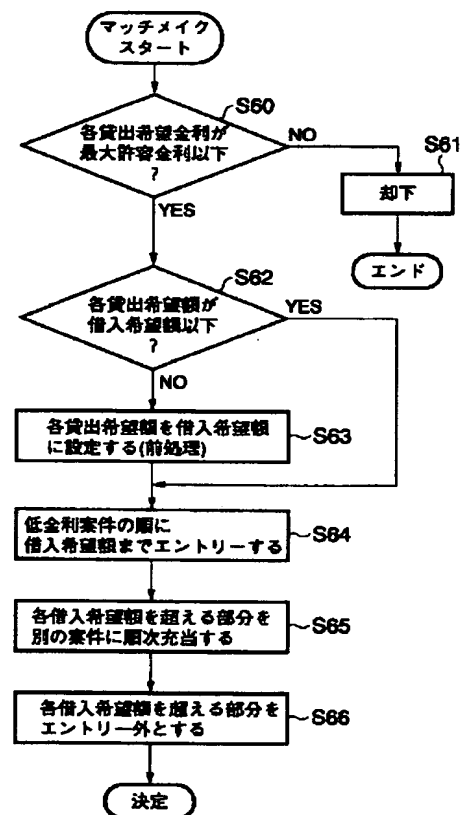 マッチメイク
スタート
S60
各貸出希望金利が
最大許容金利以下
?
NO
S61
却下
エンド
YES
S62
各貸出希望額が
借入希望額以下
?
YES
NO
各貸出希望額を借入希望額
に設定する(前処理)
S63
低金利案件の順に
借入希望額までエントリーする
S64
各借入希望額を超える部分を
別の案件に順次充当する
S65
各借入希望額を超える部分を
エントリー外とする
S66
決定